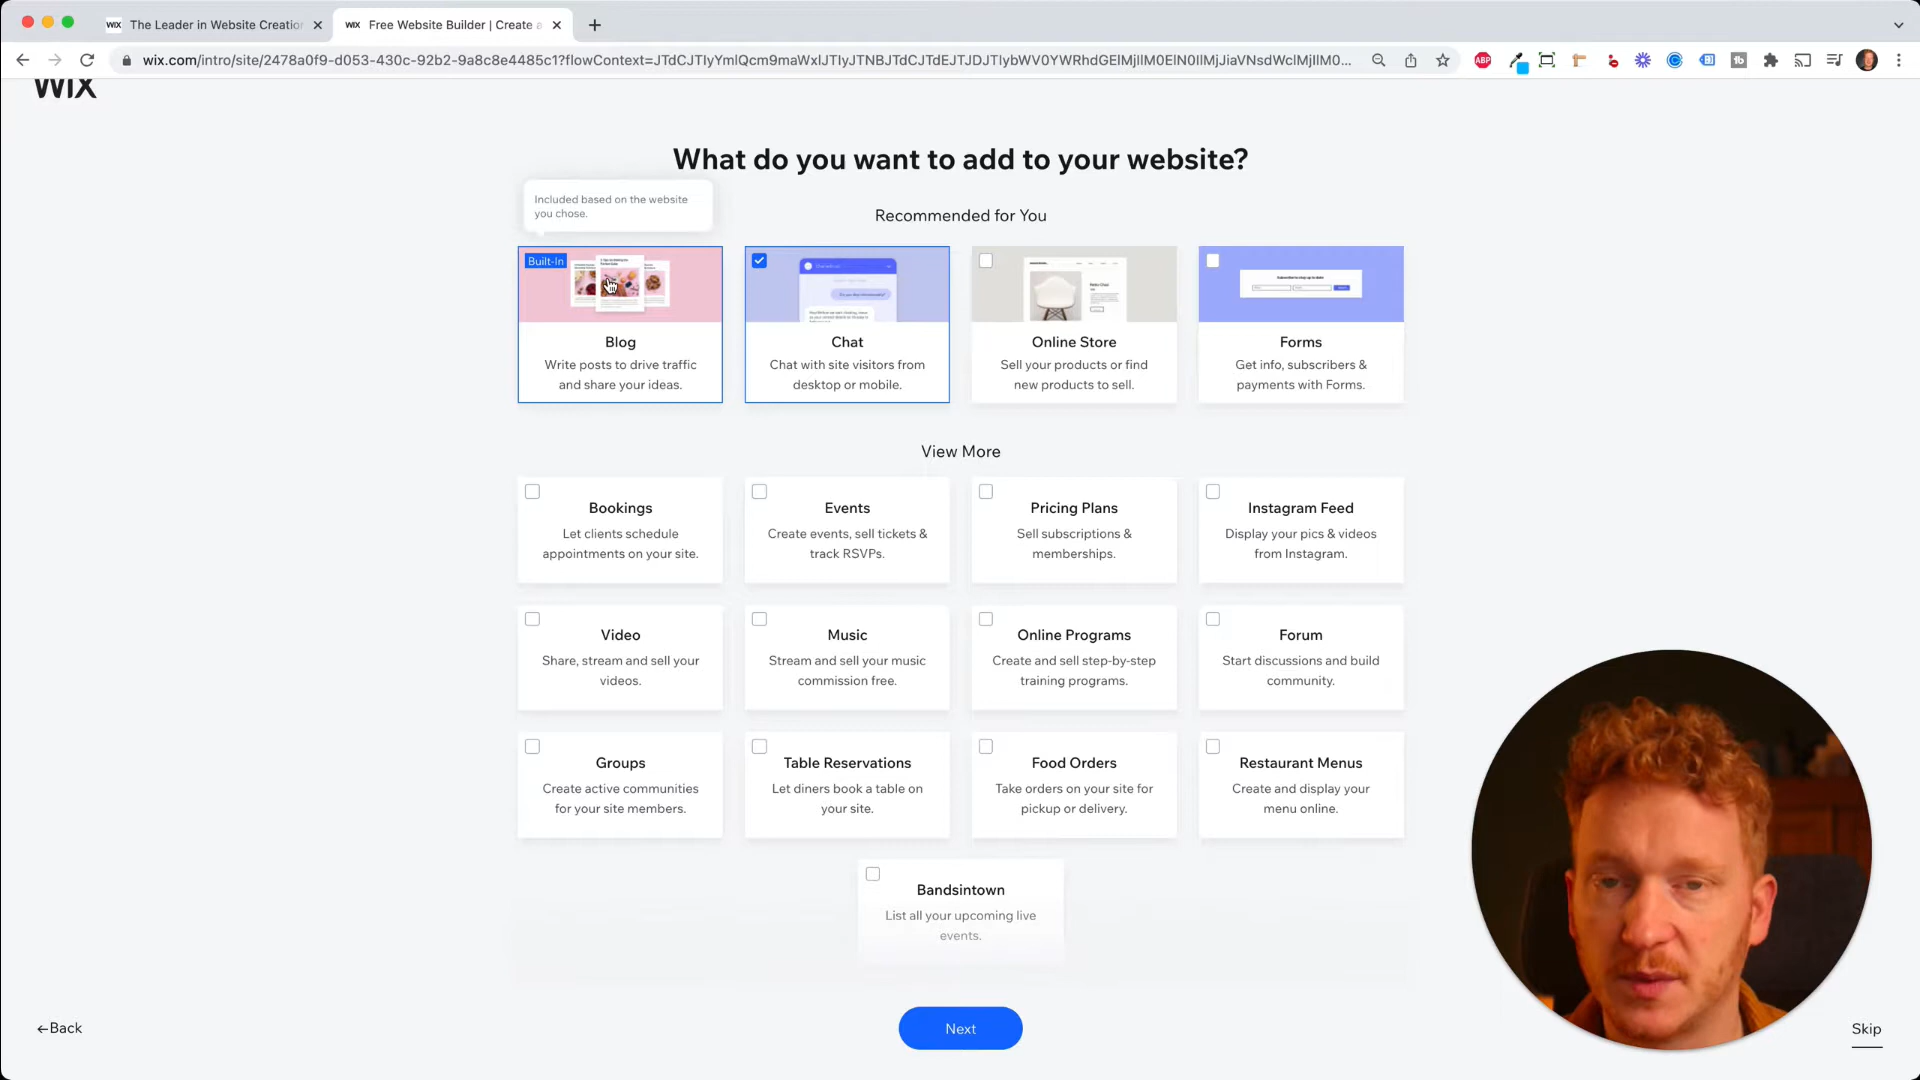 WIX The Leader in Website Creation
WIX Free Website Builder | Create a
wix.com/intro/site/2478a0f9-d053-430c-92b2-9a8c8e4485c1?flowContext=
ABP
WIX
What do you want to add to your website?
Included based on the website
you chose.
Recommended for You
Built-In
Blog
Write posts to drive traffic
and share your ideas.
Chat
Chat with site visitors from
desktop or mobile.
Online Store
Sell your products or find
new products to sell.
Forms
Get info, subscribers &
payments with Forms.
View More
Bookings
Let clients schedule
appointments on your site.
Events
Create events, sell tickets &
track RSVPs.
Pricing Plans
Sell subscriptions &
memberships.
Instagram Feed
Display your pics & videos
from Instagram.
Video
Share, stream and sell your
videos.
Music
Stream and sell your music
commission free.
Online Programs
Create and sell step-by-step
training programs.
Forum
Start discussions and build
community.
Groups
Create active communities
for your site members.
Table Reservations
Let diners book a table on
your site.
Food Orders
Take orders on your site for
pickup or delivery.
Restaurant Menus
Create and display your
menu online.
Bandsintown
List all your upcoming live
events.
←Back
Next
Skip